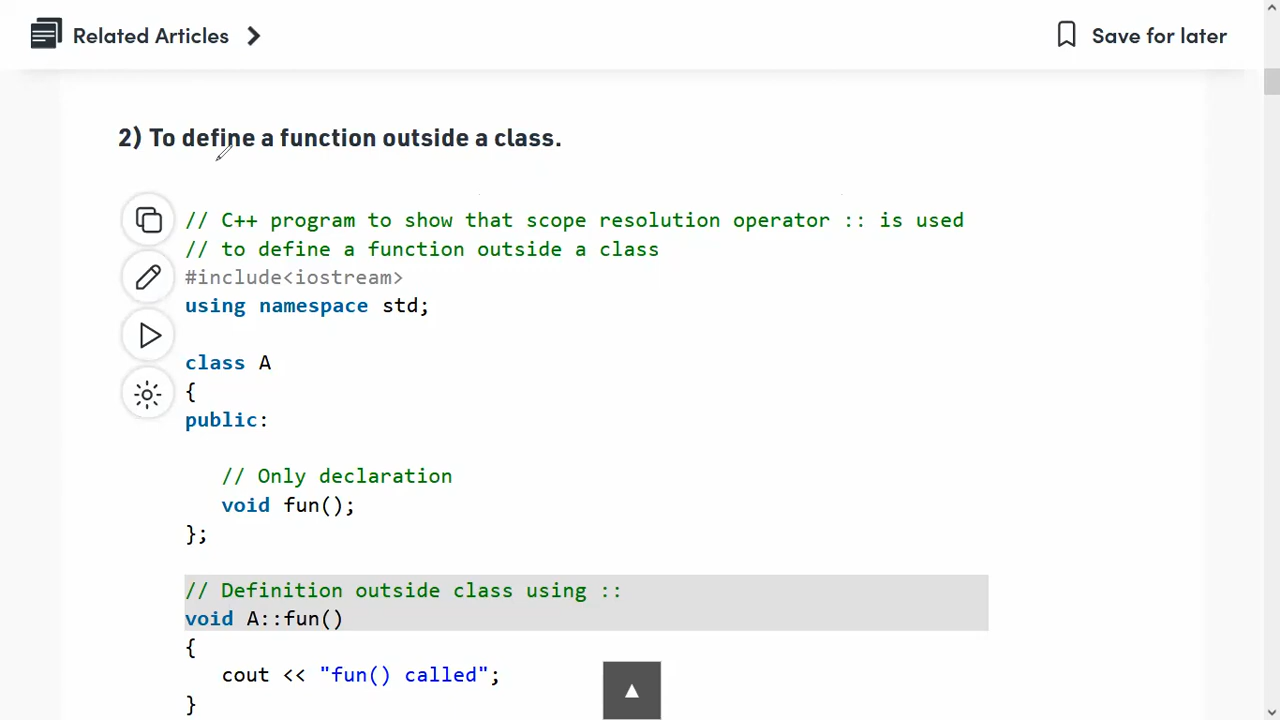 Related Articles
Save for later
2) To define a function outside a class.
// C++ program to show that scope resolution operator :: is used
// to define a function outside a class
#include<iostream>
using namespace std;
class A
{
public:
// Only declaration
void fun();
};
// Definition outside class using ::
void A::fun()
{
cout << "fun() called";
}